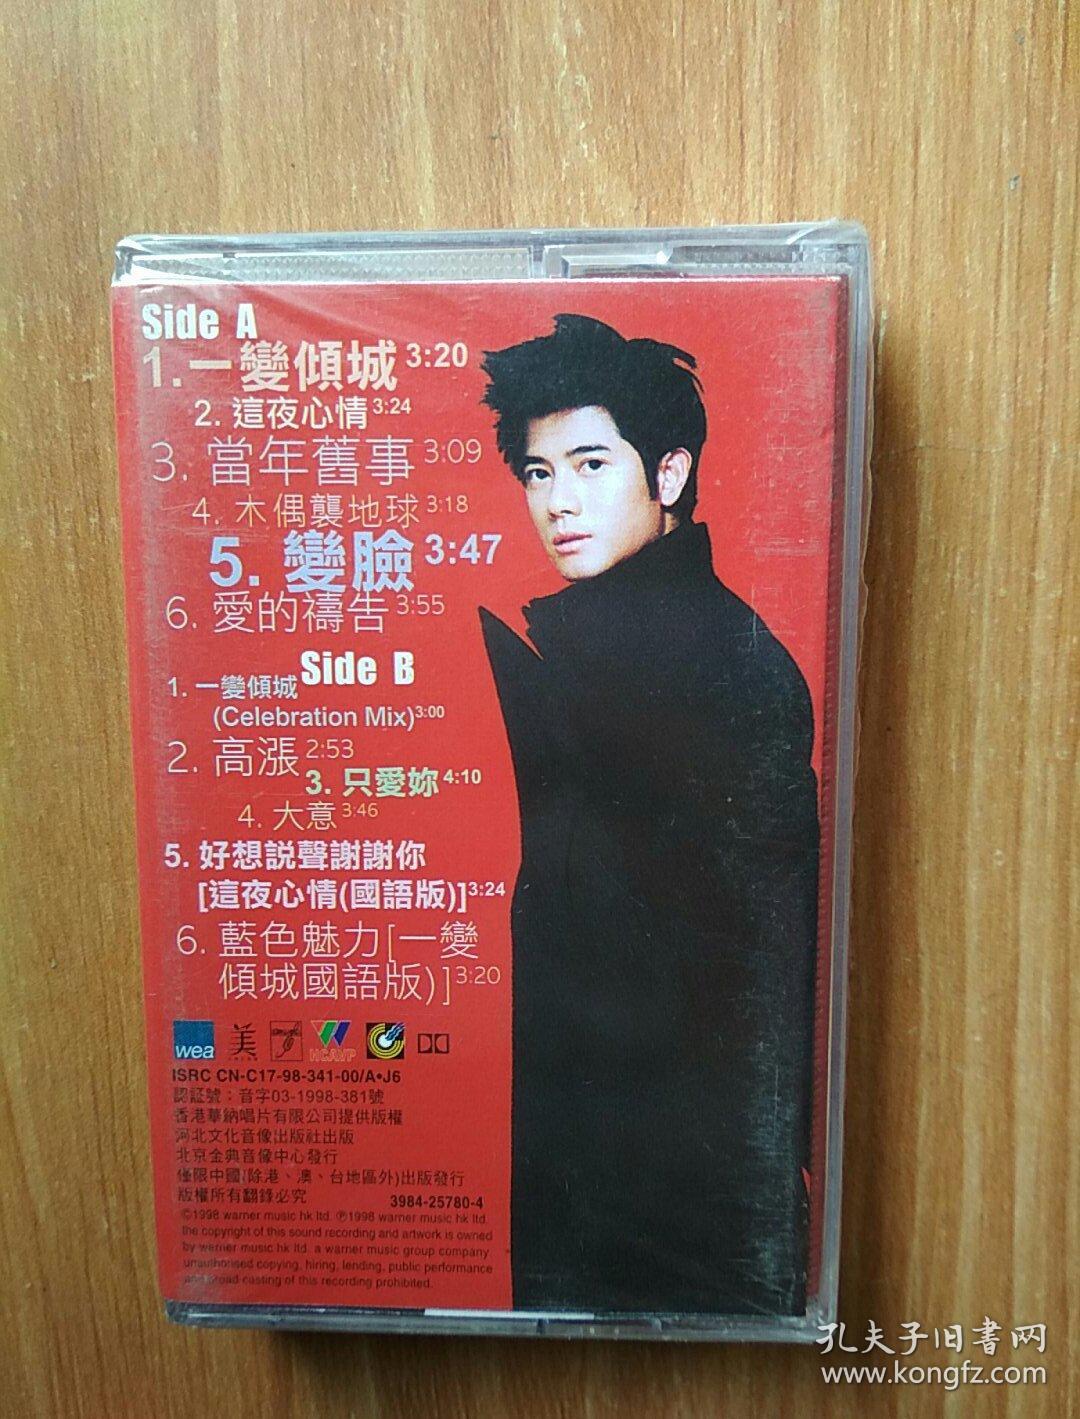 Side A
1.一變傾城 3:20
2. 這夜心情 3:24
3. 當年舊事 3:09
4. 木偶襲地球 3:18
5. 變臉 3:47
6. 愛的禱告 3:55
Side B
1. 一變傾城
(Celebration Mix) 3:00
2. 高漲 2:53
3. 只愛妳 4:10
4. 大意 3:46
5. 好想説聲謝謝你
[這夜心情(國語版)] 3:24
6. 藍色魅力[一變
傾城國語版)] 3:20
wea 美 HCAVP
ISRC CN-C17-98-341-00/A•J6
認証號：音字03-1998-381號
香港華納唱片有限公司提供版權
河北文化音像出版社出版
北京金典音像中心發行
僅限中國(除港、澳、台地區外)出版發行
版權所有翻錄必究 3984-25780-4
©1998 warner music hk ltd. ℗1998 warner music hk ltd.
the copyright of this sound recording and artwork is owned
by warner music hk ltd. a warner music group company
unauthorised copying, hiring, lending, public performance
and broad-casting of this recording prohibited.
孔夫子旧書网
www.kongfz.com